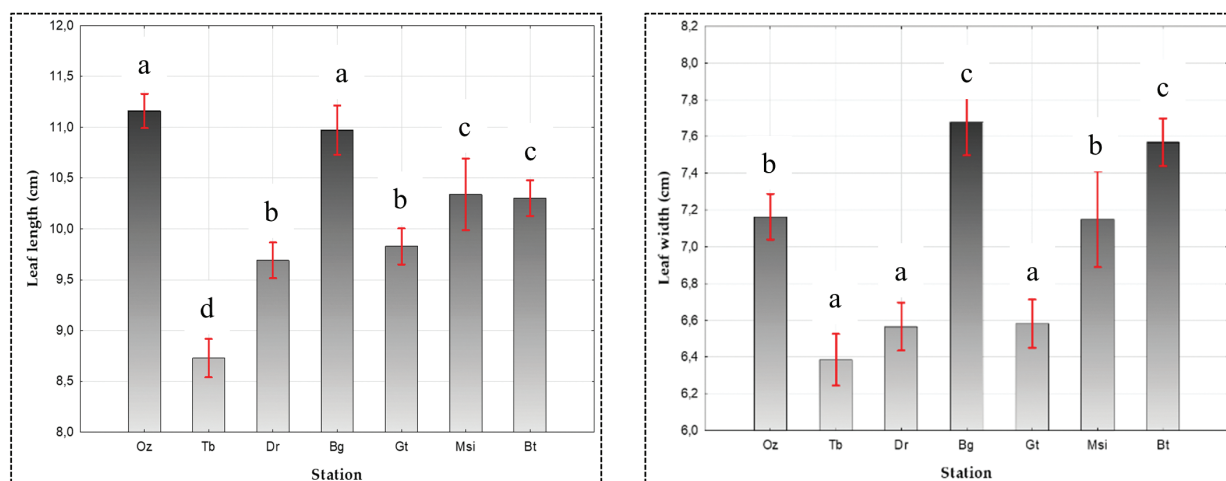 12,0
11,5
11,0
10,5
10,0
9,5
9,0
8,5
8,0
Leaf length (cm)
a
d
b
a
b
c
c
Oz Tb Dr Bg Gt Msi Bt
Station
8,2
8,0
7,8
7,6
7,4
7,2
7,0
6,8
6,6
6,4
6,2
6,0
Leaf width (cm)
b
a
a
c
a
b
c
Oz Tb Dr Bg Gt Msi Bt
Station